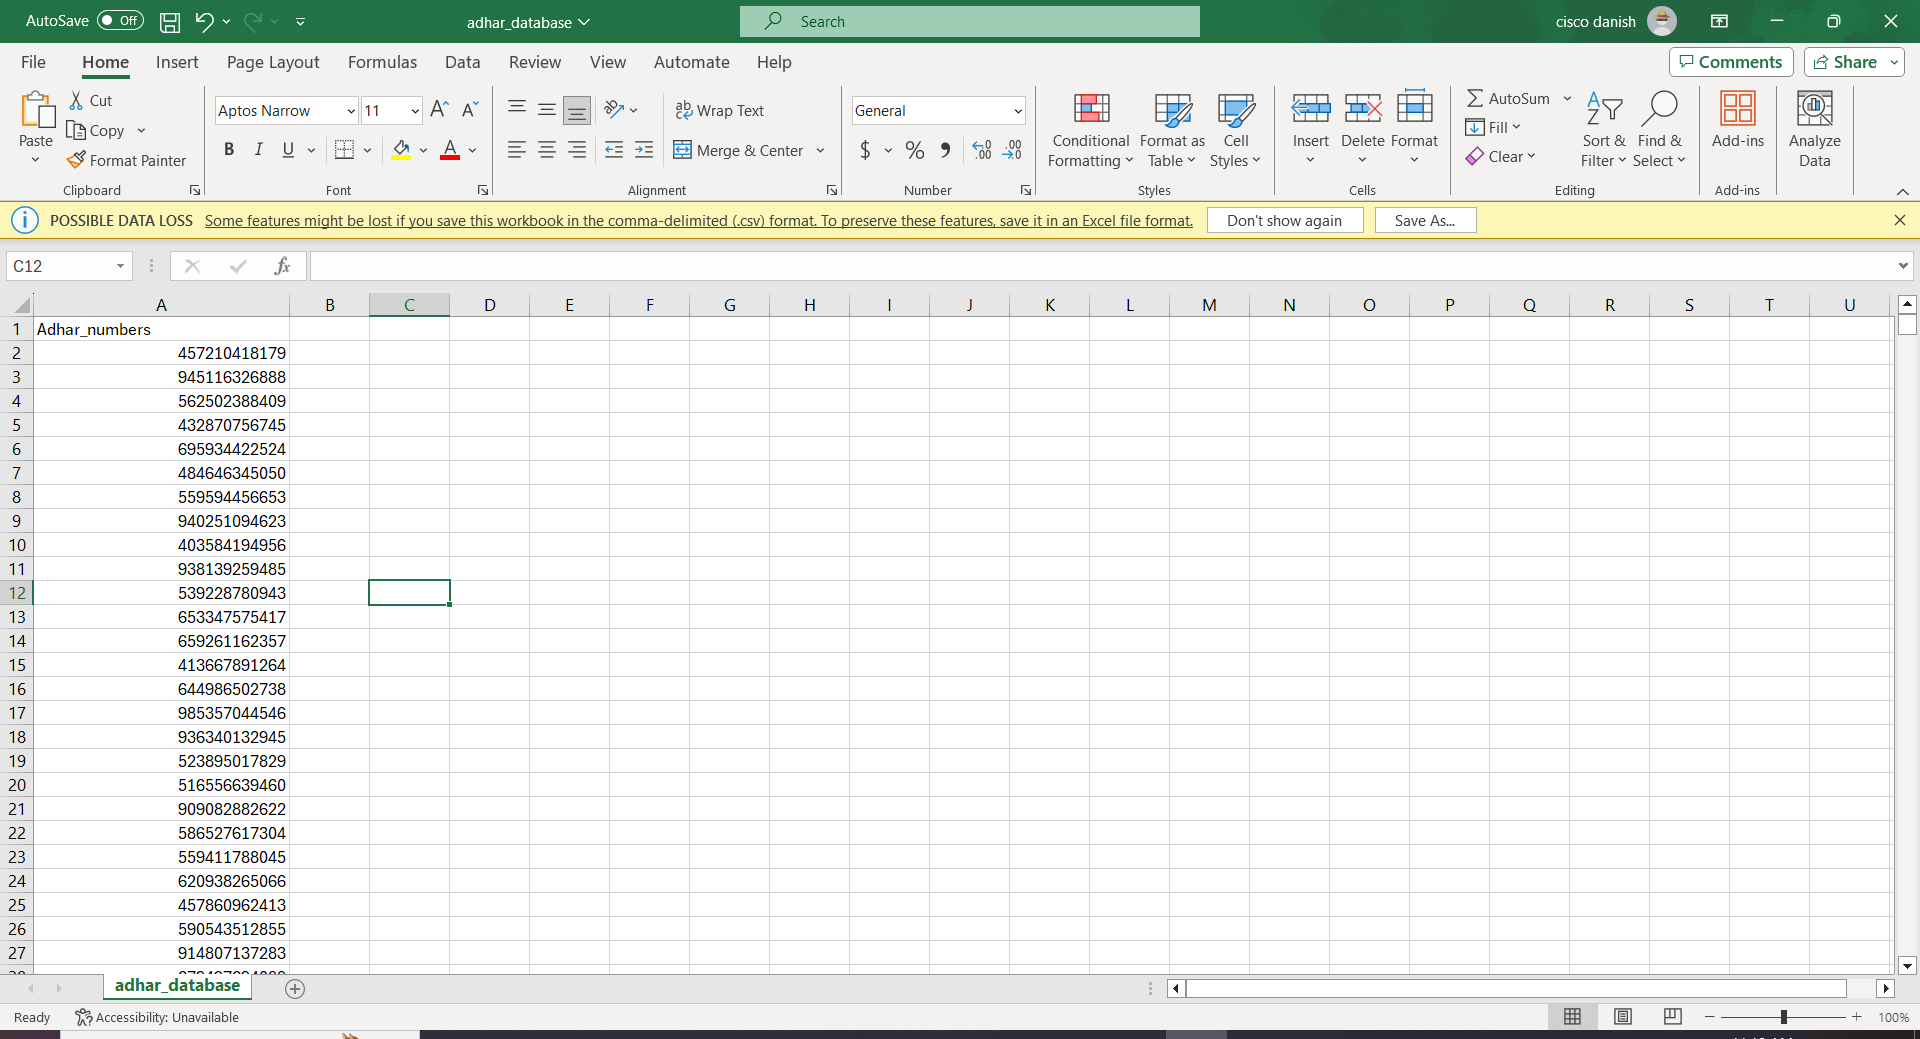 AutoSave Off adhar_database Search cisco danish
File Home Insert Page Layout Formulas Data Review View Automate Help Comments Share
Paste Cut Copy Format Painter Clipboard
Aptos Narrow 11 A A B I U A Font
ab Wrap Text Merge & Center Alignment
General $ % 9 Number
Conditional Formatting Format as Table Cell Styles Styles
Insert Delete Format Cells
AutoSum Fill Clear Sort & Filter Find & Select Editing
Add-ins Add-ins
Analyze Data
POSSIBLE DATA LOSS Some features might be lost if you save this workbook in the comma-delimited (.csv) format. To preserve these features, save it in an Excel file format. Don't show again Save As...
C12 fx
A B C D E F G H I J K L M N O P Q R S T U
1 Adhar_numbers
2 457210418179
3 945116326888
4 562502388409
5 432870756745
6 695934422524
7 484646345050
8 559594456653
9 940251094623
10 403584194956
11 938139259485
12 539228780943
13 653347575417
14 659261162357
15 413667891264
16 644986502738
17 985357044546
18 936340132945
19 523895017829
20 516556639460
21 909082882622
22 586527617304
23 559411788045
24 620938265066
25 457860962413
26 590543512855
27 914807137283
adhar_database
Ready Accessibility: Unavailable 100%